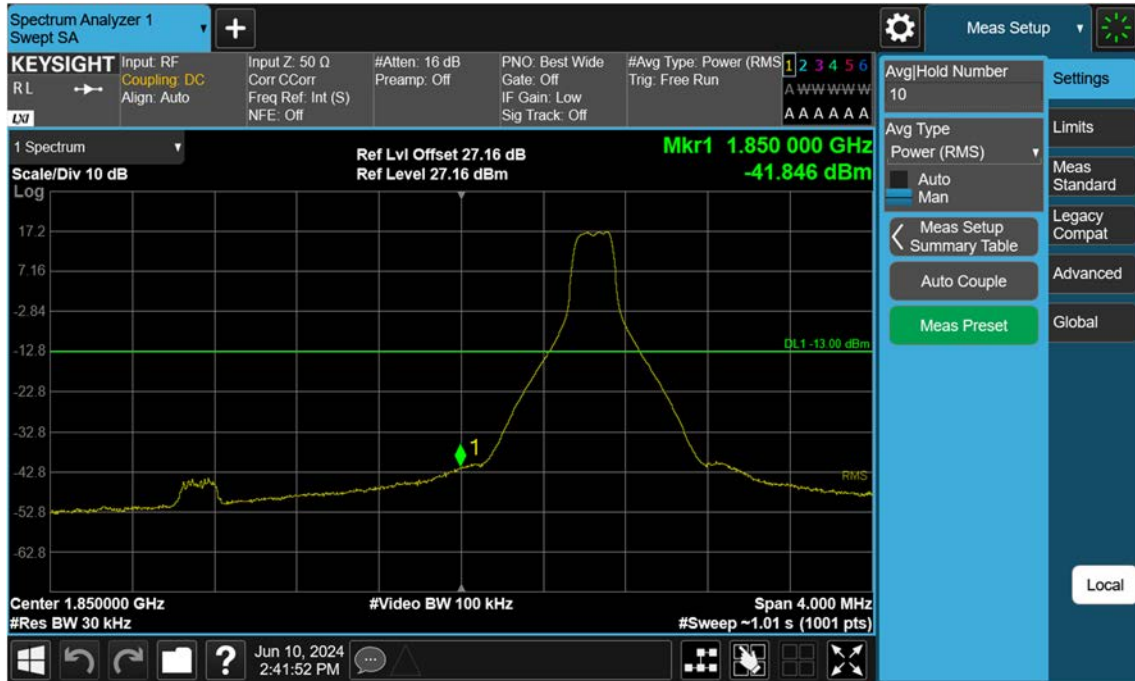 Spectrum Analyzer 1
Swept SA
+
Meas Setup
KEYSIGHT
R L
LXI
Input: RF
Coupling: DC
Align: Auto
Input Z: 50 Ω
Corr CCorr
Freq Ref: Int (S)
NFE: Off
#Atten: 16 dB
Preamp: Off
PNO: Best Wide
Gate: Off
IF Gain: Low
Sig Track: Off
#Avg Type: Power (RMS)
Trig: Free Run
1 2 3 4 5 6
A W W W W W
A A A A A A
1 Spectrum
Scale/Div 10 dB
Log
Ref Lvl Offset 27.16 dB
Ref Level 27.16 dBm
Mkr1 1.850 000 GHz
-41.846 dBm
17.2
7.16
-2.84
-12.8
-22.8
-32.8
-42.8
-52.8
-62.8
DL1 -13.00 dBm
1
RMS
Center 1.850000 GHz
#Res BW 30 kHz
#Video BW 100 kHz
Span 4.000 MHz
#Sweep ~1.01 s (1001 pts)
Avg|Hold Number
10
Avg Type
Power (RMS)
Auto
Man
Meas Setup
Summary Table
Auto Couple
Meas Preset
Settings
Limits
Meas
Standard
Legacy
Compat
Advanced
Global
Local
?
Jun 10, 2024
2:41:52 PM